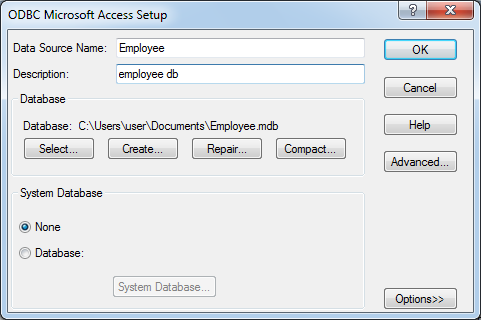 ODBC Microsoft Access Setup
Data Source Name: Employee
OK
Description: employee db
Cancel
Database
Database: C:\Users\user\Documents\Employee.mdb
Help
Select... Create... Repair... Compact...
Advanced...
System Database
None
Database:
System Database...
Options>>